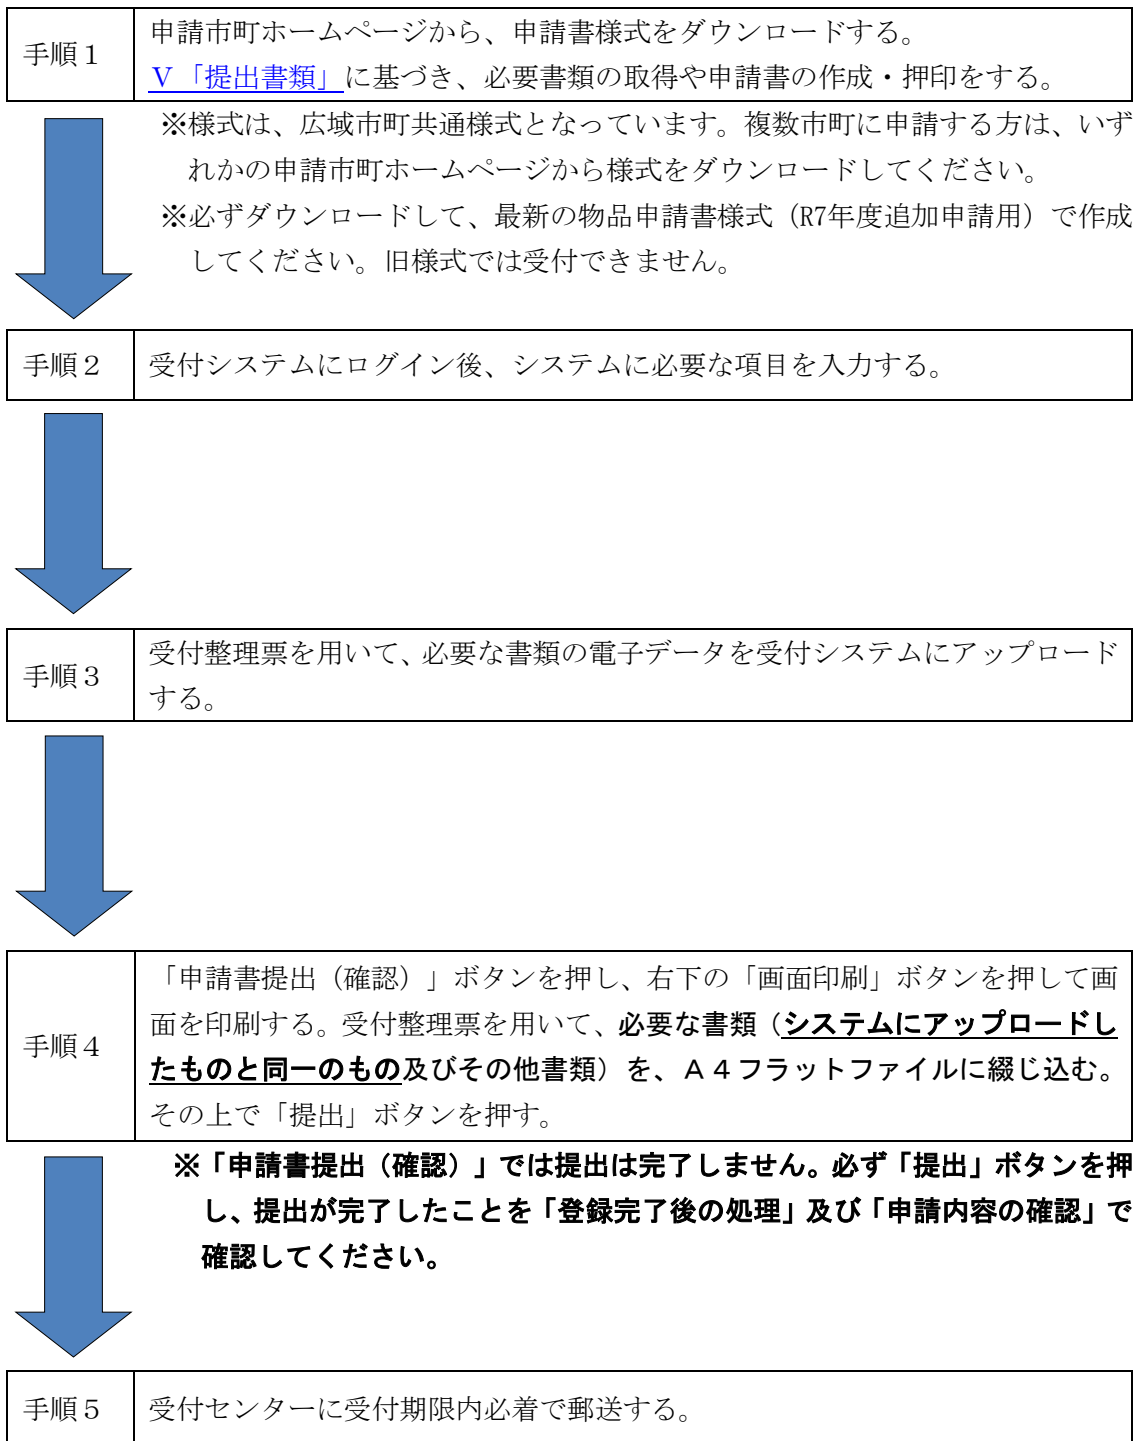 手順１
申請市町ホームページから、申請書様式をダウンロードする。
Ⅴ「提出書類」に基づき、必要書類の取得や申請書の作成・押印をする。
※様式は、広域市町共通様式となっています。複数市町に申請する方は、いず
れかの申請市町ホームページから様式をダウンロードしてください。
※必ずダウンロードして、最新の物品申請書様式（R7年度追加申請用）で作成
してください。旧様式では受付できません。
手順２
受付システムにログイン後、システムに必要な項目を入力する。
手順３
受付整理票を用いて、必要な書類の電子データを受付システムにアップロード
する。
手順４
「申請書提出（確認）」ボタンを押し、右下の「画面印刷」ボタンを押して画
面を印刷する。受付整理票を用いて、必要な書類（システムにアップロードし
たものと同一のもの及びその他書類）を、Ａ４フラットファイルに綴じ込む。
その上で「提出」ボタンを押す。
※「申請書提出（確認）」では提出は完了しません。必ず「提出」ボタンを押
し、提出が完了したことを「登録完了後の処理」及び「申請内容の確認」で
確認してください。
手順５
受付センターに受付期限内必着で郵送する。